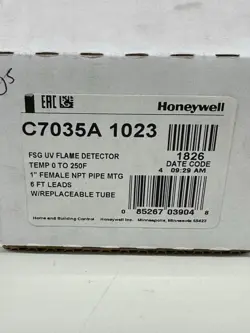 os
EAC
Honeywell
C7035A 1023
FSG UV FLAME DETECTOR
TEMP 0 TO 250F
1" FEMALE NPT PIPE MTG
6 FT LEADS
W/REPLACEABLE TUBE
1826
DATE CODE
4 09:29 AM
0 85267 03904 8
Home and Building Control Honeywell Inc. Minneapolis, Minnesota 55422